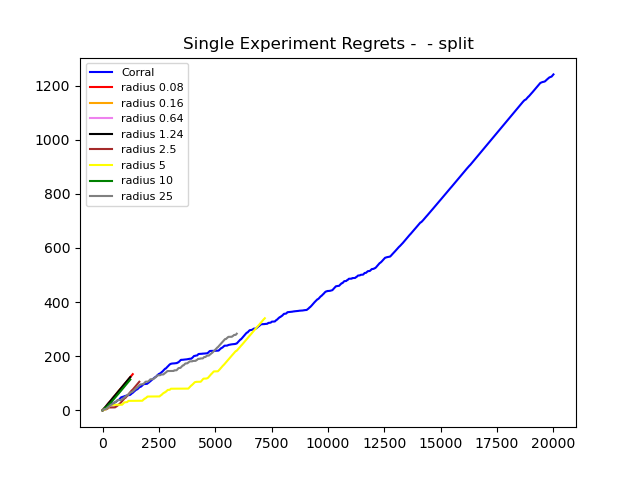 Single Experiment Regrets -  - split
Corral
radius 0.08
radius 0.16
radius 0.64
radius 1.24
radius 2.5
radius 5
radius 10
radius 25
1200
1000
800
600
400
200
0
0 2500 5000 7500 10000 12500 15000 17500 20000